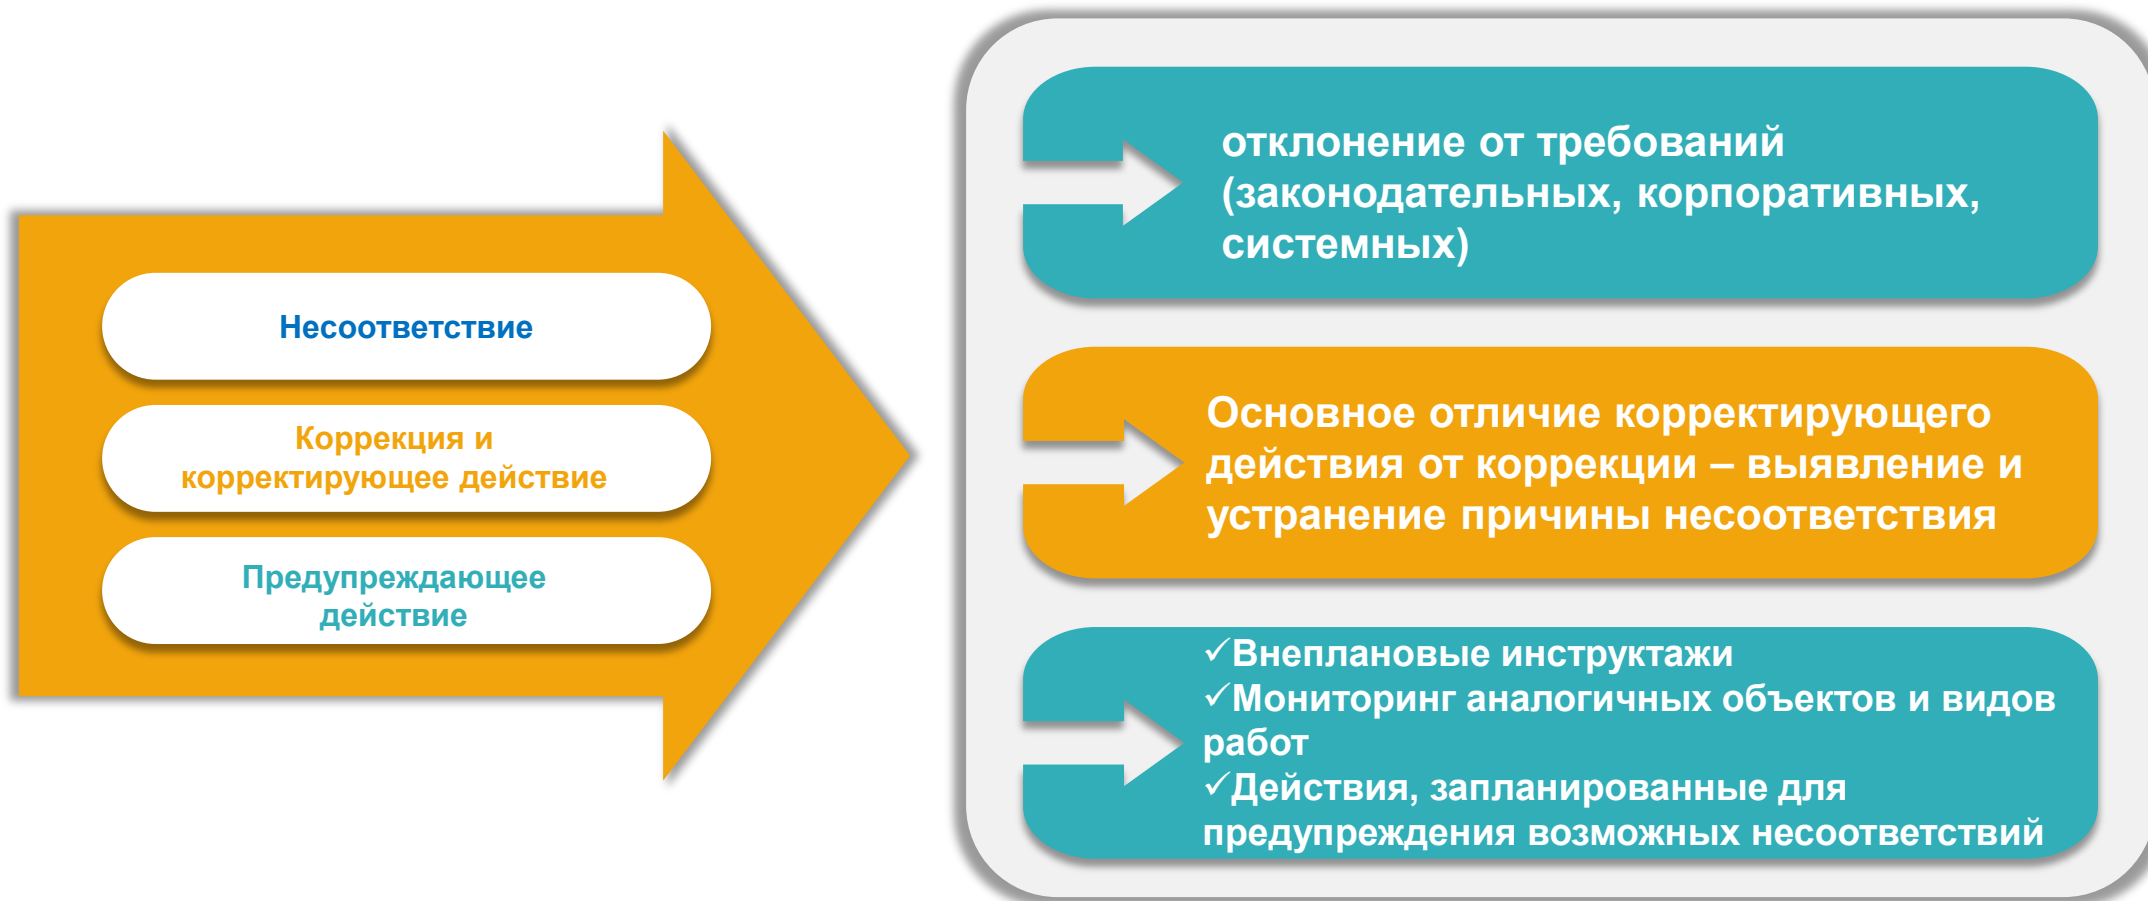 Несоответствие
Коррекция и
корректирующее действие
Предупреждающее
действие
отклонение от требований
(законодательных, корпоративных,
системных)
Основное отличие корректирующего
действия от коррекции – выявление и
устранение причины несоответствия
✓Внеплановые инструктажи
✓Мониторинг аналогичных объектов и видов
работ
✓Действия, запланированные для
предупреждения возможных несоответствий